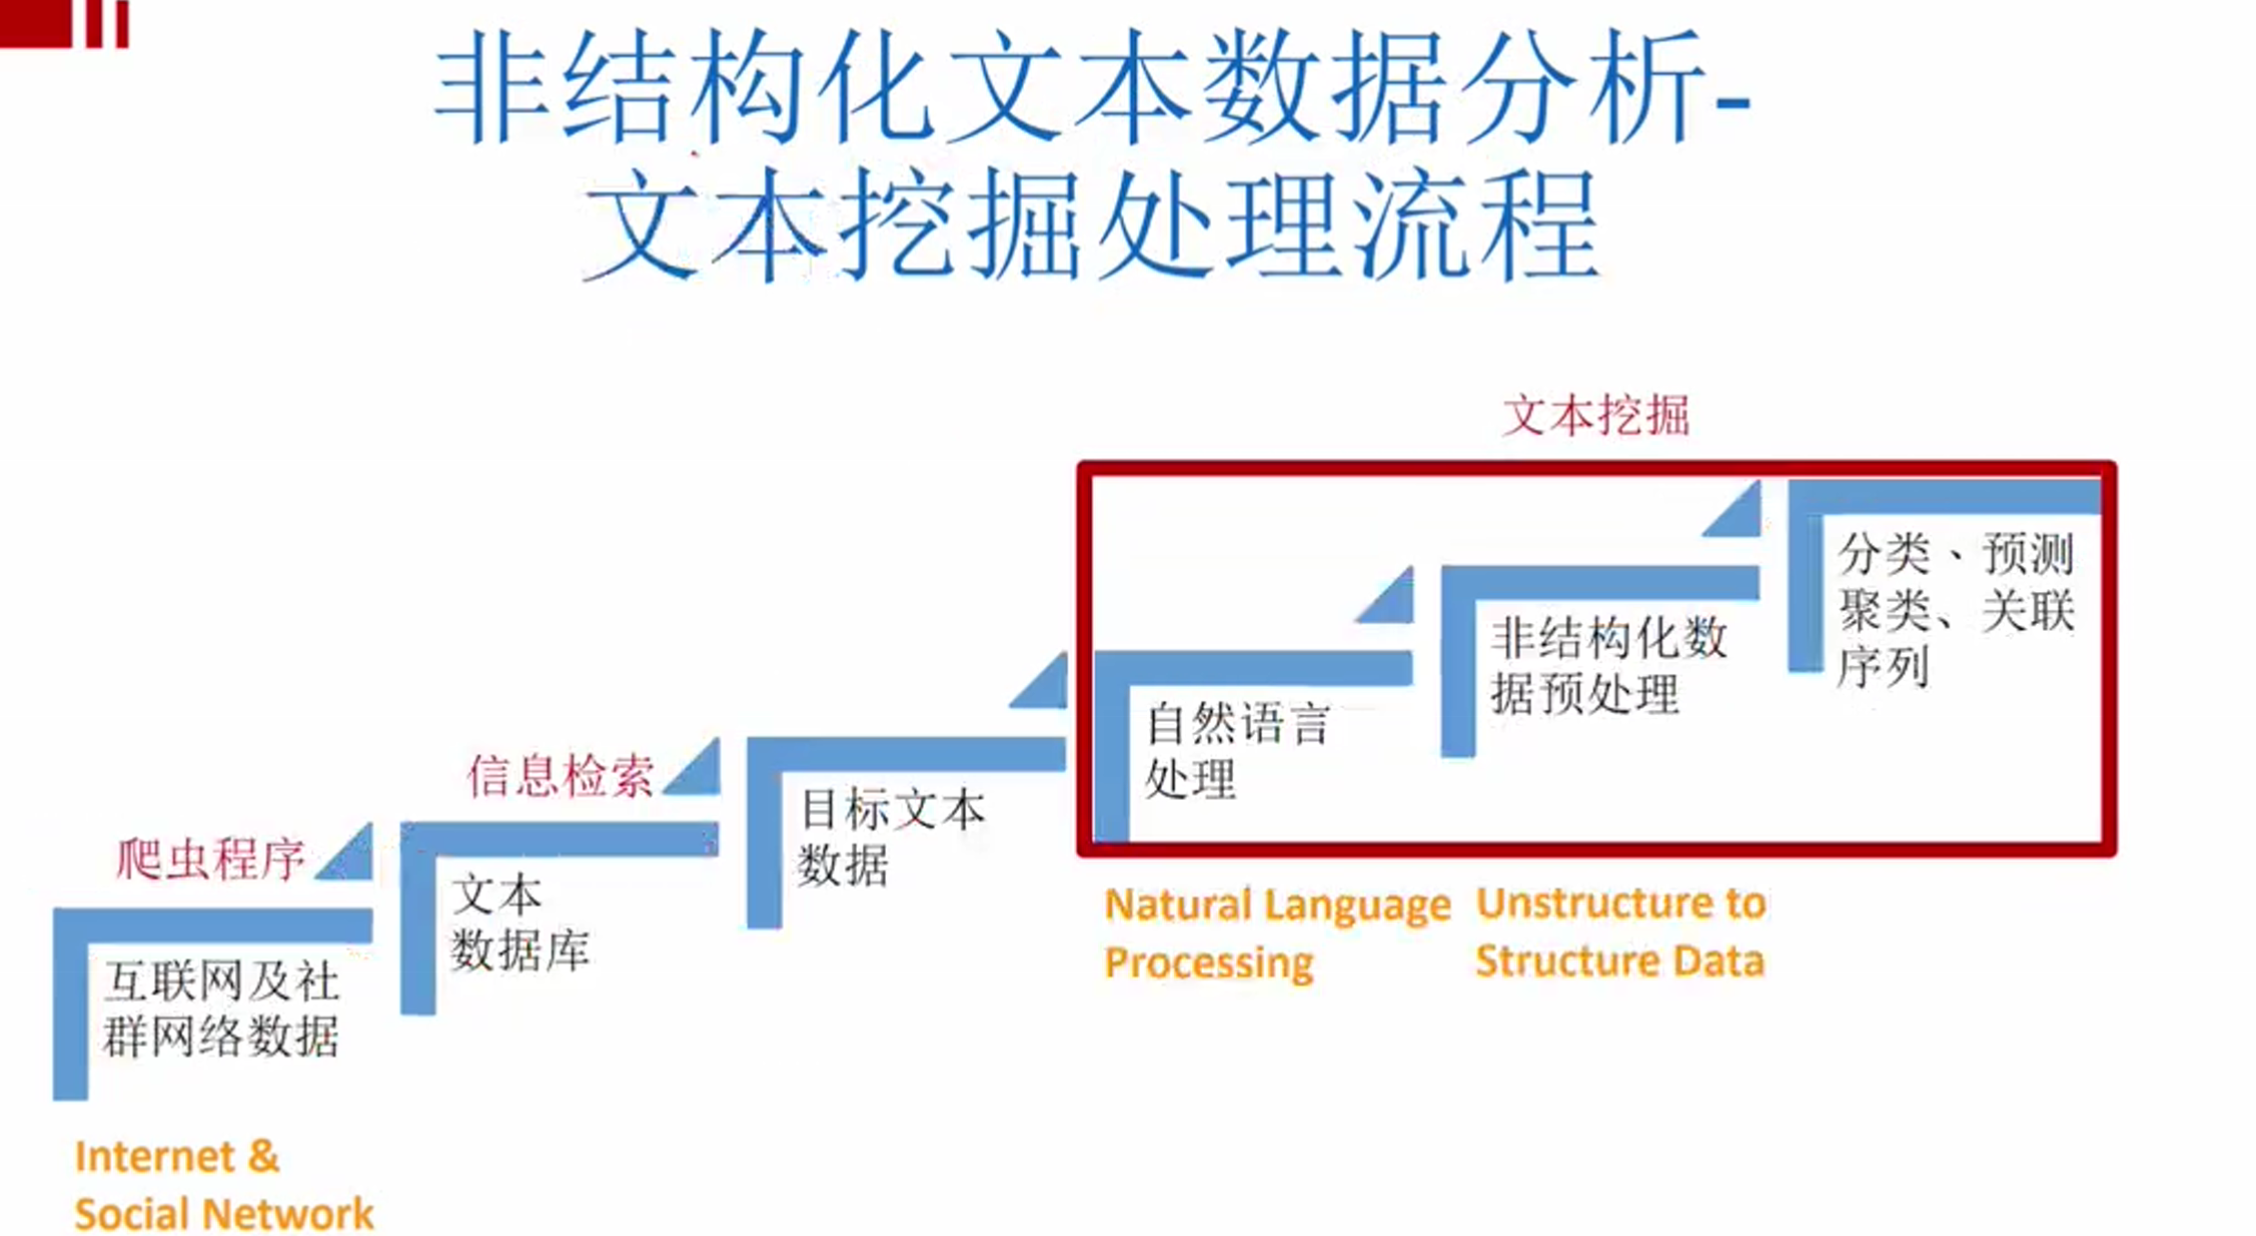 非结构化文本数据分析-
文本挖掘处理流程
文本挖掘
分类、预测
聚类、关联
序列
非结构化数
据预处理
自然语言
处理
信息检索
目标文本
数据
爬虫程序
文本
数据库
互联网及社
群网络数据
Natural Language
Processing
Unstructure to
Structure Data
Internet &
Social Network